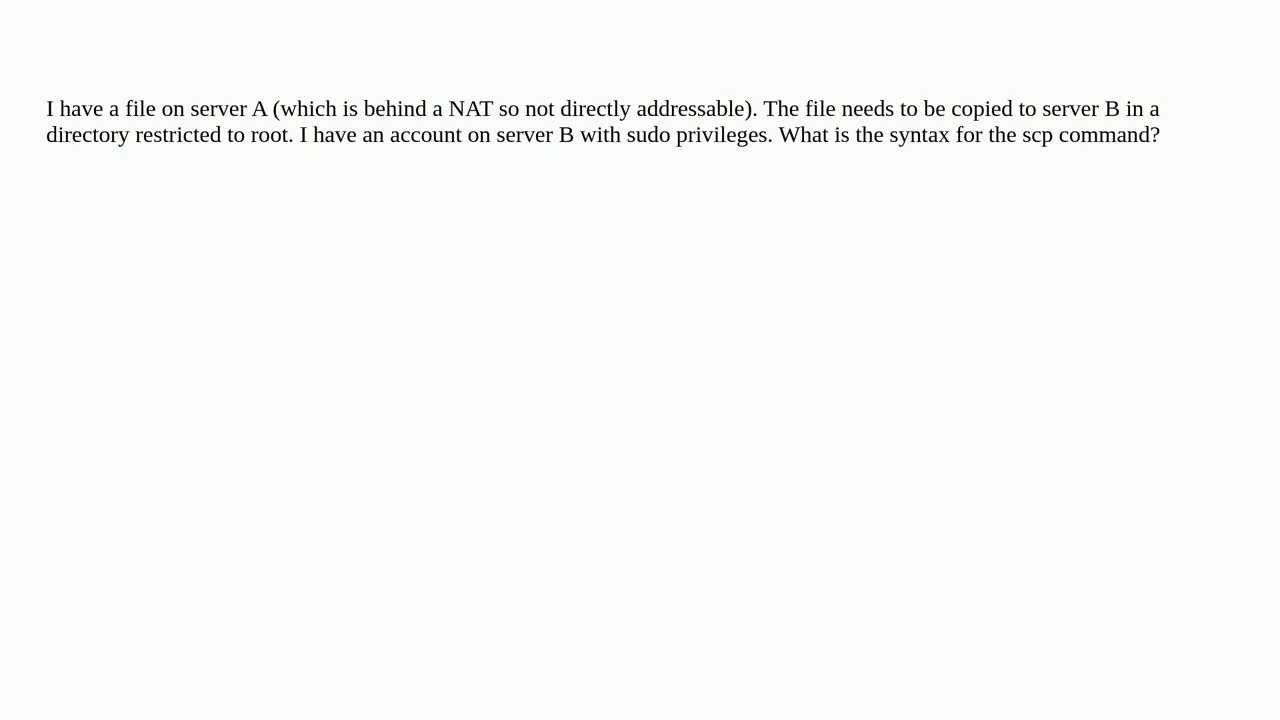 I have a file on server A (which is behind a NAT so not directly addressable). The file needs to be copied to server B in a
directory restricted to root. I have an account on server B with sudo privileges. What is the syntax for the scp command?